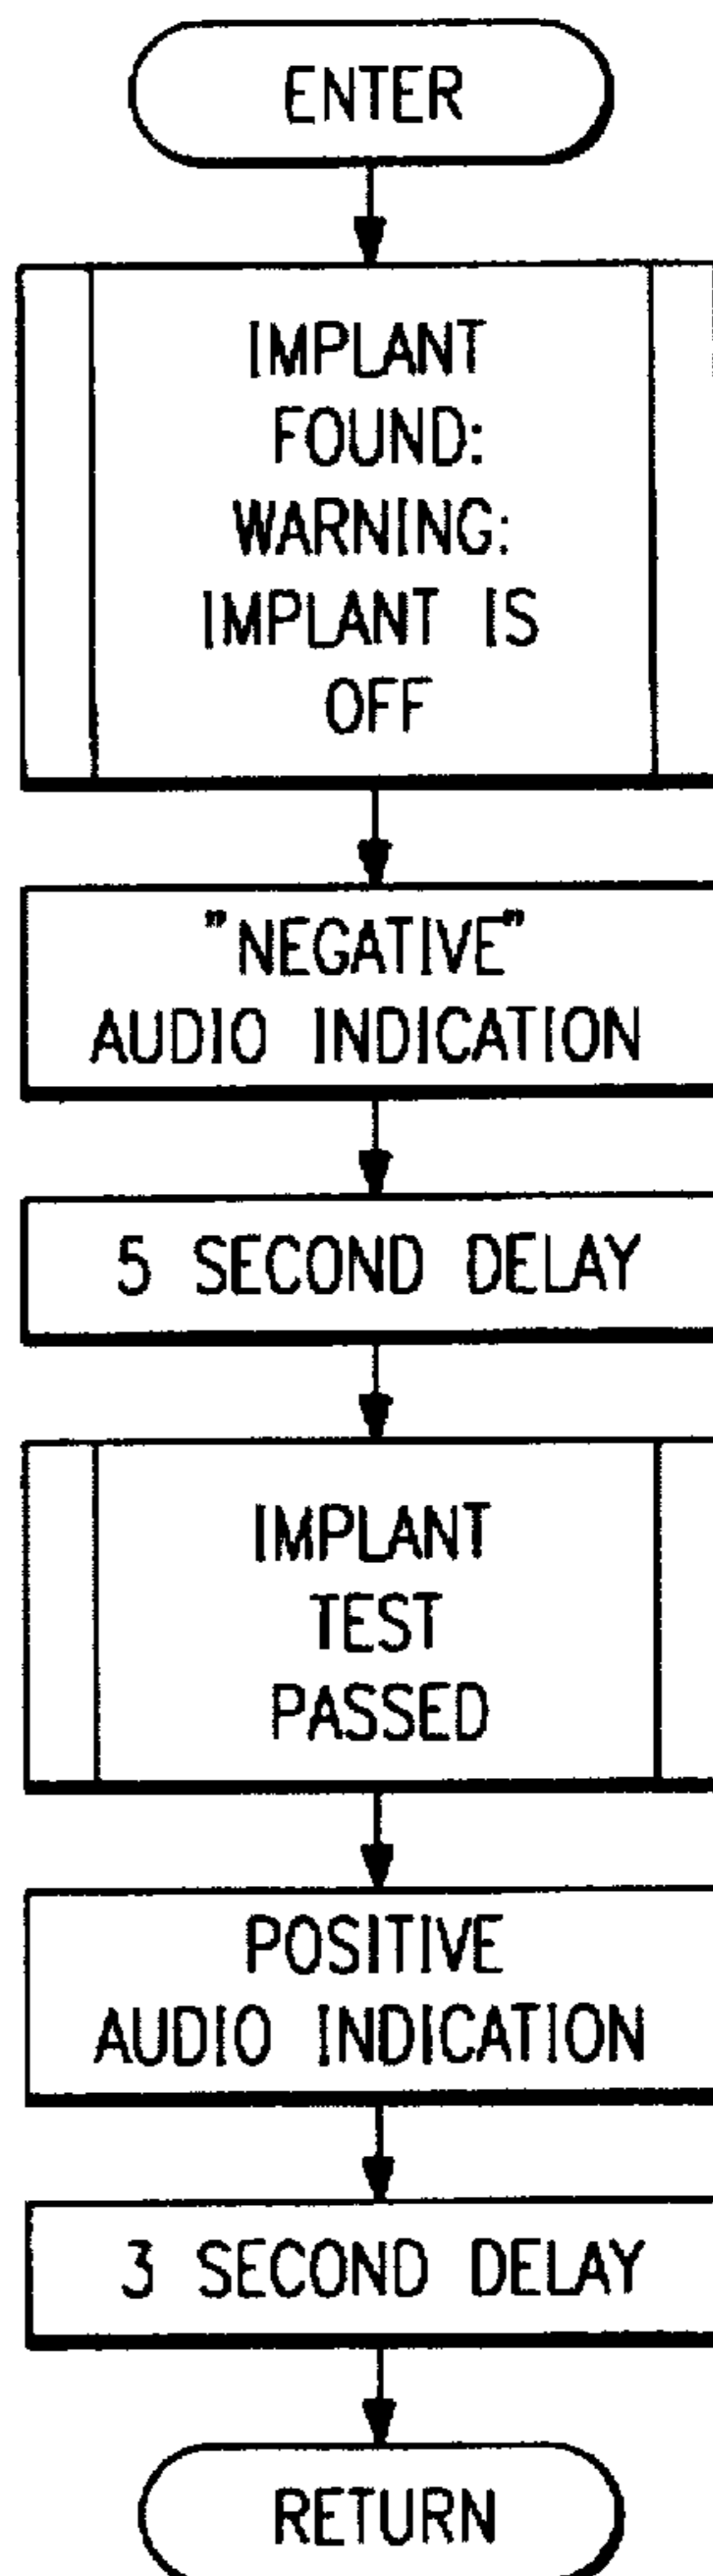 ENTER
IMPLANT
FOUND:
WARNING:
IMPLANT IS
OFF
"NEGATIVE"
AUDIO INDICATION
5 SECOND DELAY
IMPLANT
TEST
PASSED
POSITIVE
AUDIO INDICATION
3 SECOND DELAY
RETURN